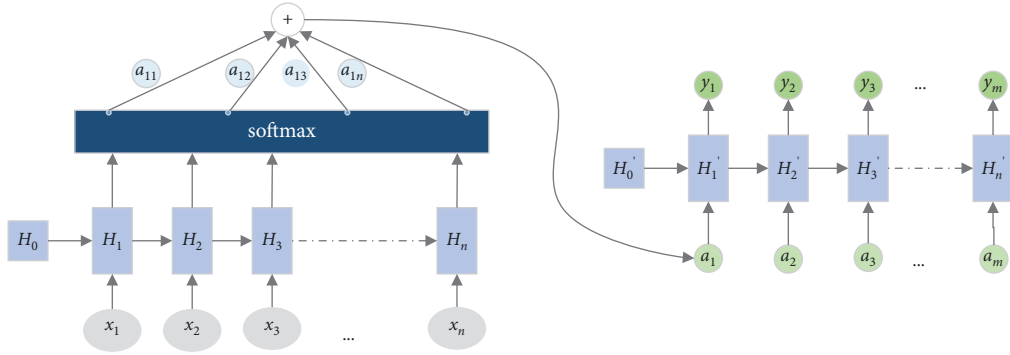 +
a₁₁ a₁₂ a₁₃ a₁ₙ
softmax
H₀ H₁ H₂ H₃ Hₙ
x₁ x₂ x₃ ... xₙ
y₁ y₂ y₃ ... yₘ
H₀' H₁' H₂' H₃' Hₙ'
a₁ a₂ a₃ ... aₘ